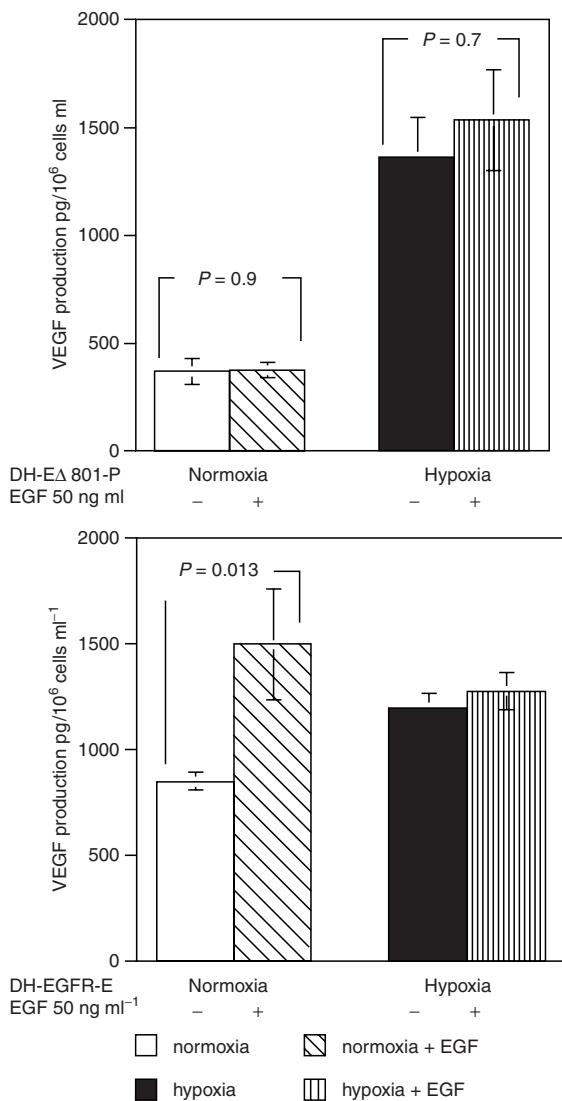 2000
P = 0.7
1500
VEGF production pg/10⁶ cells ml
1000
P = 0.9
500
0
DH-EΔ 801-P
Normoxia
Hypoxia
EGF 50 ng ml
− + − +
2000
P = 0.013
1500
VEGF production pg/10⁶ cells ml⁻¹
1000
500
0
DH-EGFR-E
Normoxia
Hypoxia
EGF 50 ng ml⁻¹
− + − +
normoxia
normoxia + EGF
hypoxia
hypoxia + EGF